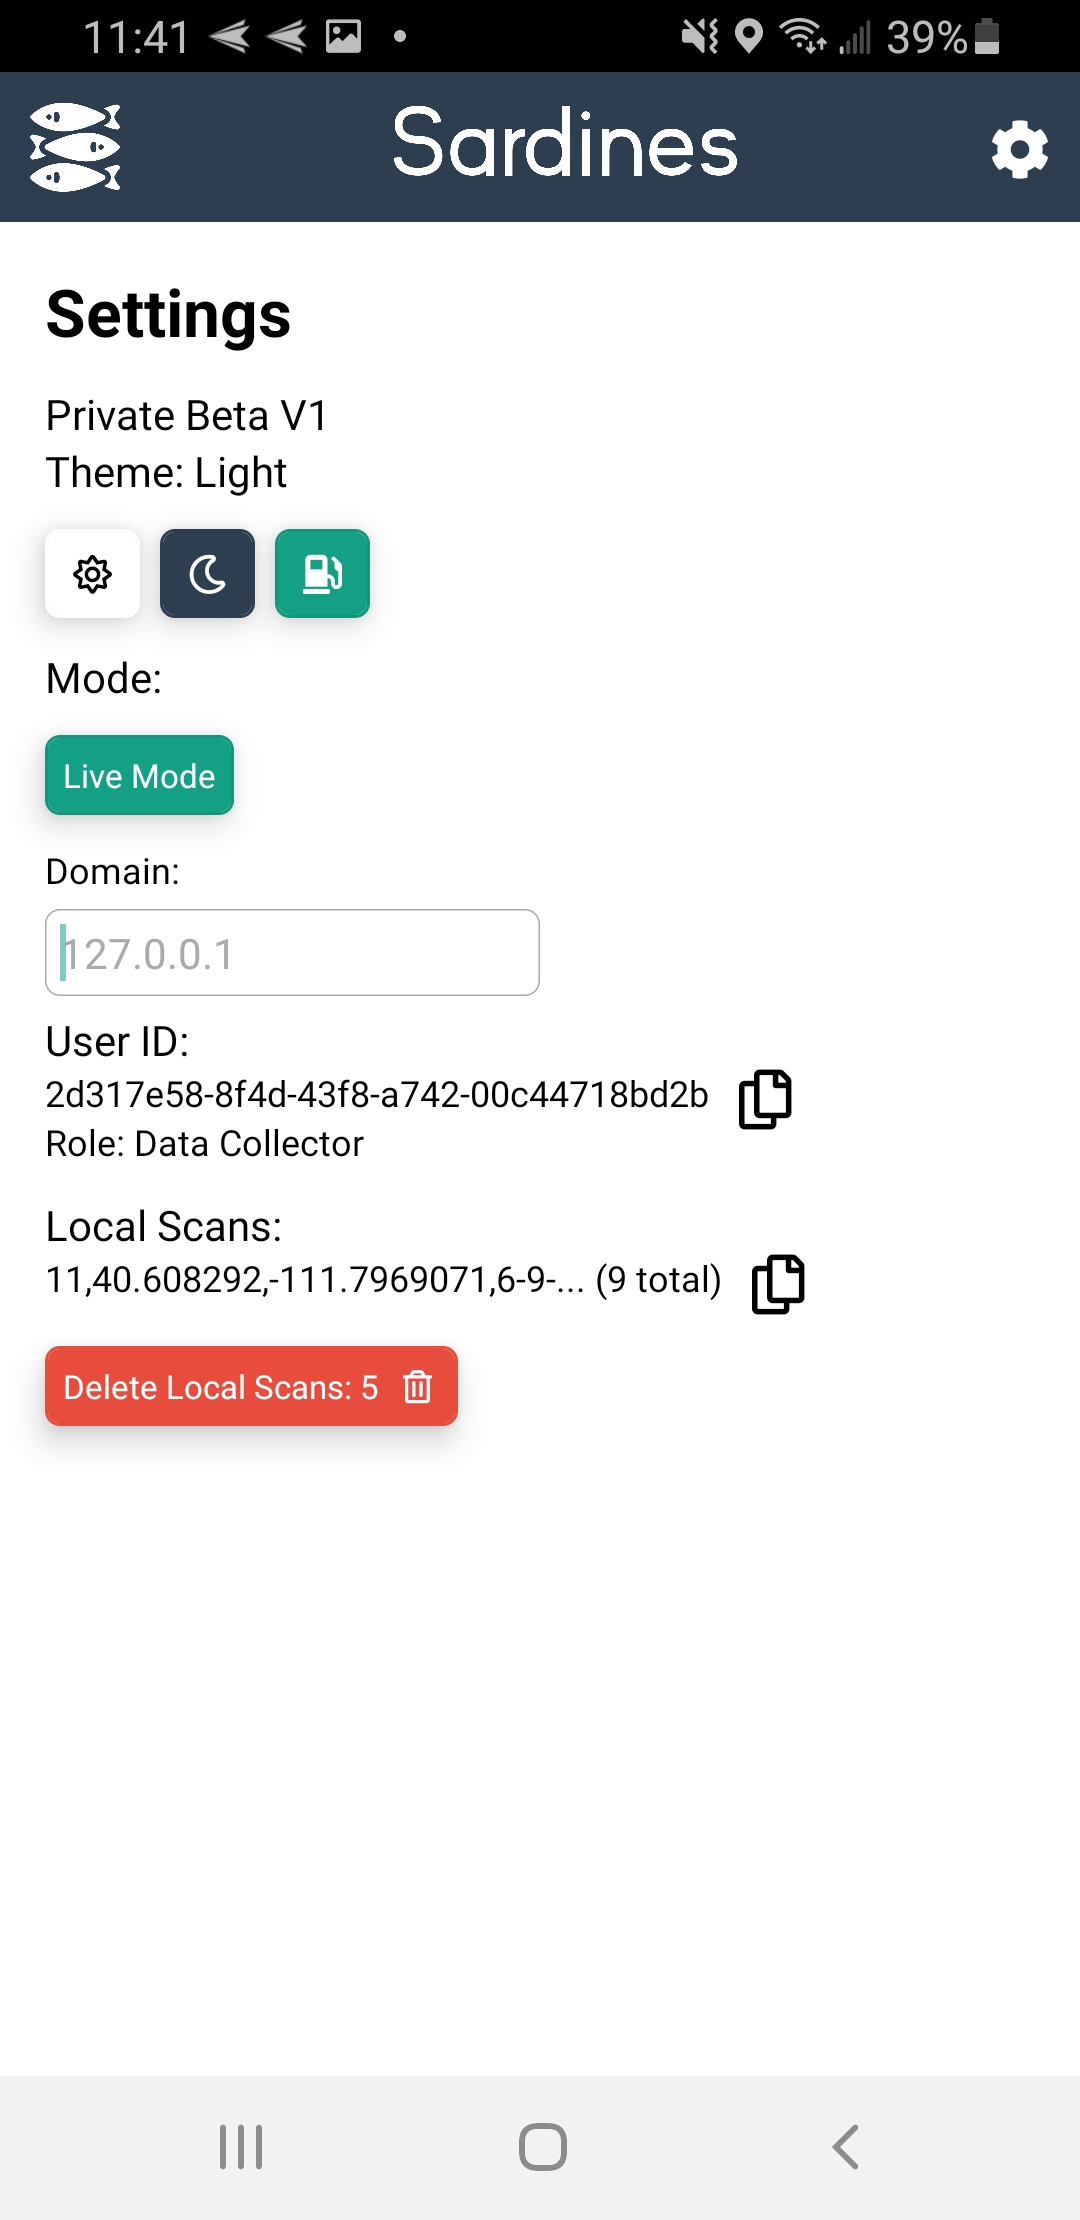 11:41
39%
Sardines
Settings
Private Beta V1
Theme: Light
Mode:
Live Mode
Domain:
127.0.0.1
User ID:
2d317e58-8f4d-43f8-a742-00c44718bd2b
Role: Data Collector
Local Scans:
11,40.608292,-111.7969071,6-9-... (9 total)
Delete Local Scans: 5